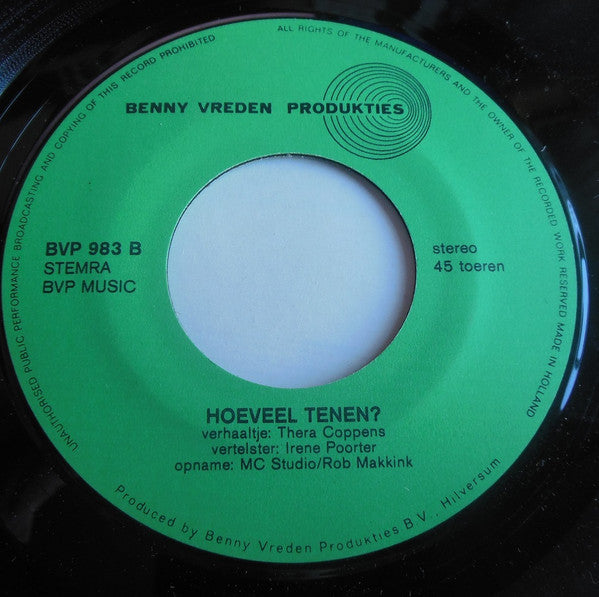 UNAUTHORISED PUBLIC PERFORMANCE BROADCASTING AND COPYING OF THIS RECORD PROHIBITED
ALL RIGHTS OF THE MANUFACTURERS AND THE OWNER OF THE RECORDED WORK RESERVED MADE IN HOLLAND
BENNY VREDEN PRODUKTIES
BVP 983 B
STEMRA
BVP MUSIC
stereo
45 toeren
HOEVEEL TENEN?
verhaaltje: Thera Coppens
vertelster: Irene Poorter
opname: MC Studio/Rob Makkink
Produced by Benny Vreden Produkties B.V., Hilversum